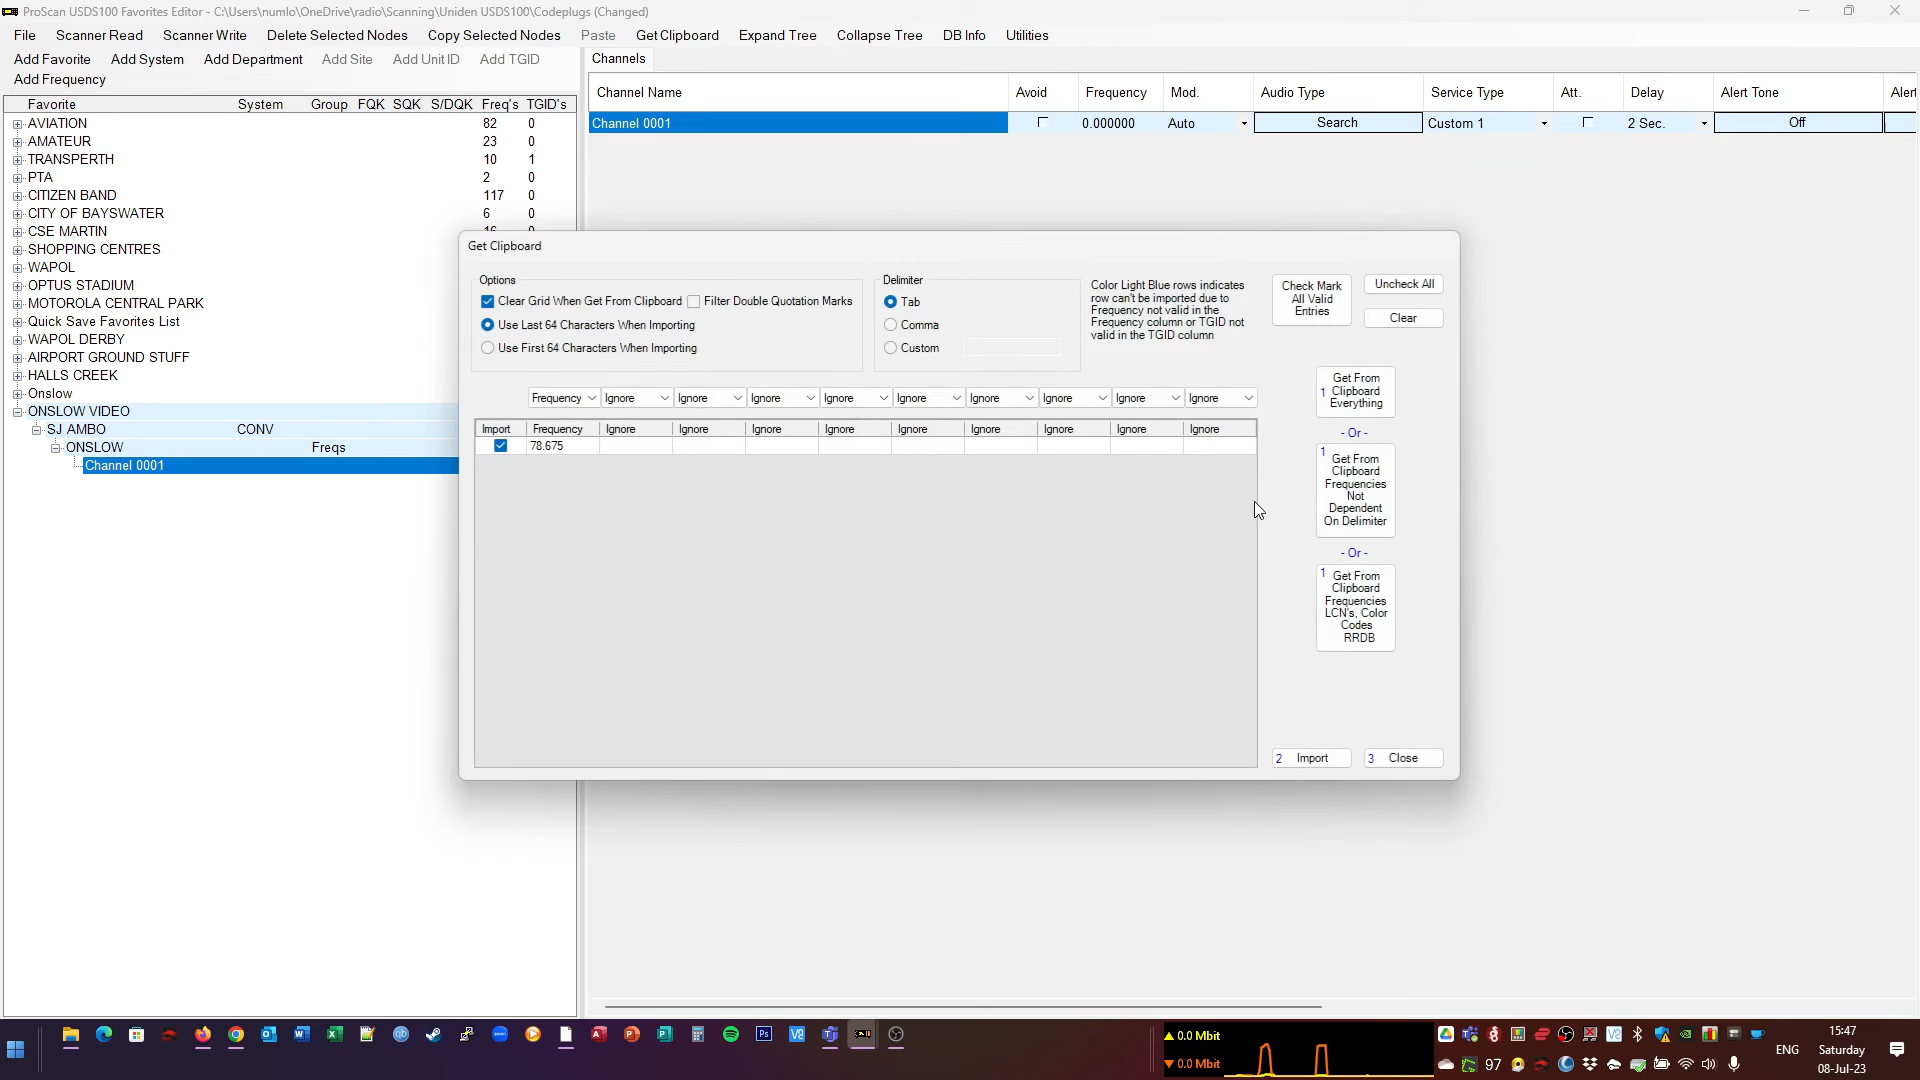 ProScan USDS100 Favorites Editor - C:\Users\numlo\OneDrive\radio\Scanning\Uniden USDS100\Codeplugs (Changed)
File Scanner Read Scanner Write Delete Selected Nodes Copy Selected Nodes Paste Get Clipboard Expand Tree Collapse Tree DB Info Utilities
Add Favorite Add System Add Department Add Site Add Unit ID Add TGID
Add Frequency
Channels
Favorite System Group FQK SQK S/DQK Freq's TGID's
Channel Name Avoid Frequency Mod. Audio Type Service Type Att. Delay Alert Tone Alert
Channel 0001 0.000000 Auto Search Custom 1 2 Sec. Off
AVIATION 82 0
AMATEUR 23 0
TRANSPERTH 10 1
PTA 2 0
CITIZEN BAND 117 0
CITY OF BAYSWATER 6 0
CSE MARTIN 16 0
SHOPPING CENTRES
WAPOL
OPTUS STADIUM
MOTOROLA CENTRAL PARK
Quick Save Favorites List
WAPOL DERBY
AIRPORT GROUND STUFF
HALLS CREEK
Onslow
ONSLOW VIDEO
SJ AMBO CONV
ONSLOW Freqs
Channel 0001
Get Clipboard
Options
Clear Grid When Get From Clipboard Filter Double Quotation Marks
Use Last 64 Characters When Importing
Use First 64 Characters When Importing
Delimiter
Tab
Comma
Custom
Color Light Blue rows indicates
row can't be imported due to
Frequency not valid in the
Frequency column or TGID not
valid in the TGID column
Check Mark
All Valid
Entries
Uncheck All
Clear
Frequency Ignore Ignore Ignore Ignore Ignore Ignore Ignore Ignore Ignore
Import Frequency Ignore Ignore Ignore Ignore Ignore Ignore Ignore Ignore Ignore
78.675
1 Get From
Clipboard
Everything
- Or -
1 Get From
Clipboard
Frequencies
Not
Dependent
On Delimiter
- Or -
1 Get From
Clipboard
Frequencies
LCN's, Color
Codes
RRDB
2 Import 3 Close
0.0 Mbit
0.0 Mbit
97
ENG
15:47
Saturday
08-Jul-23